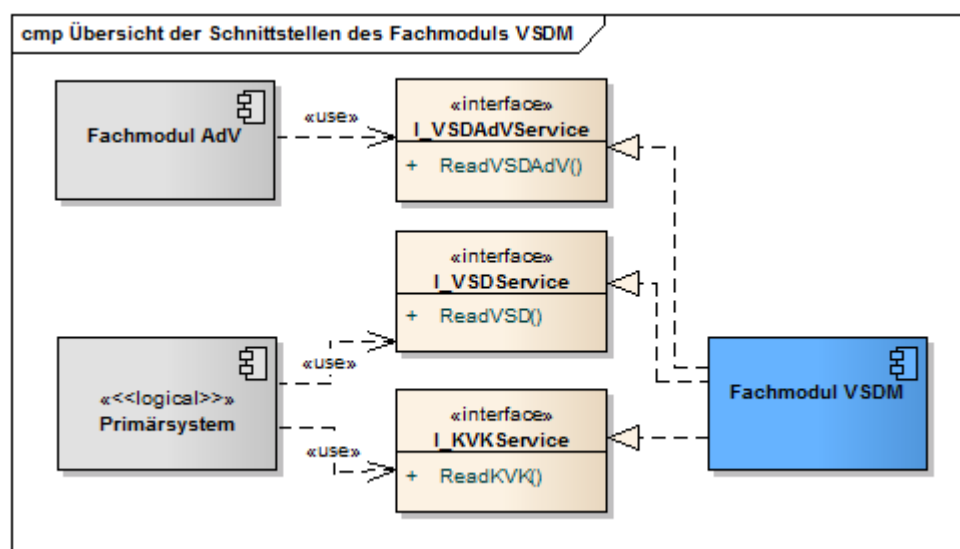 cmp Übersicht der Schnittstellen des Fachmoduls VSDM
Fachmodul AdV
«use»
«interface»
I_VSDAdVService
+ ReadVSDAdV()
«interface»
I_VSDService
+ ReadVSD()
«use»
«<<logical>>»
Primärsystem
«use»
«interface»
I_KVKService
+ ReadKVK()
Fachmodul VSDM